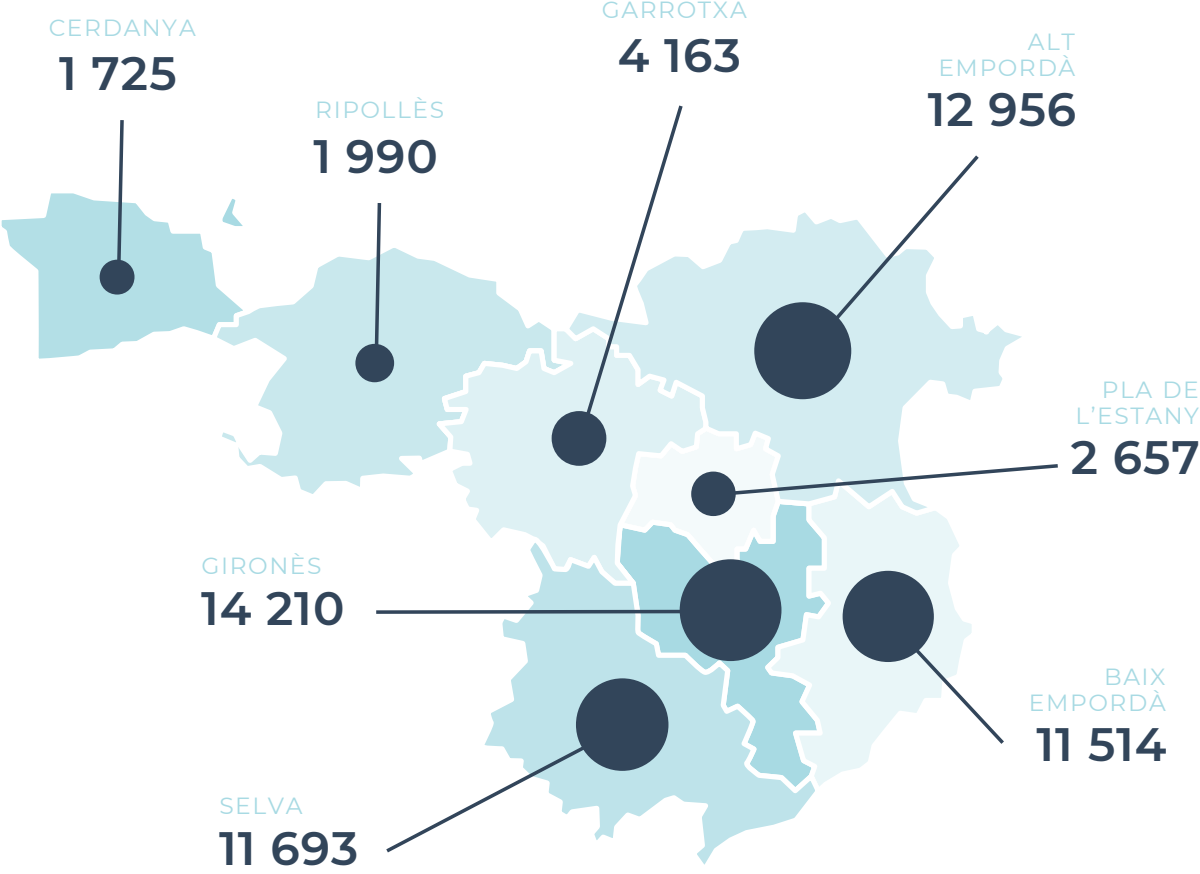 CERDANYA
1 725
RIPOLLÈS
1 990
GARROTXA
4 163
ALT
EMPORDÀ
12 956
PLA DE
L’ESTANY
2 657
GIRONÈS
14 210
BAIX
EMPORDÀ
11 514
SELVA
11 693